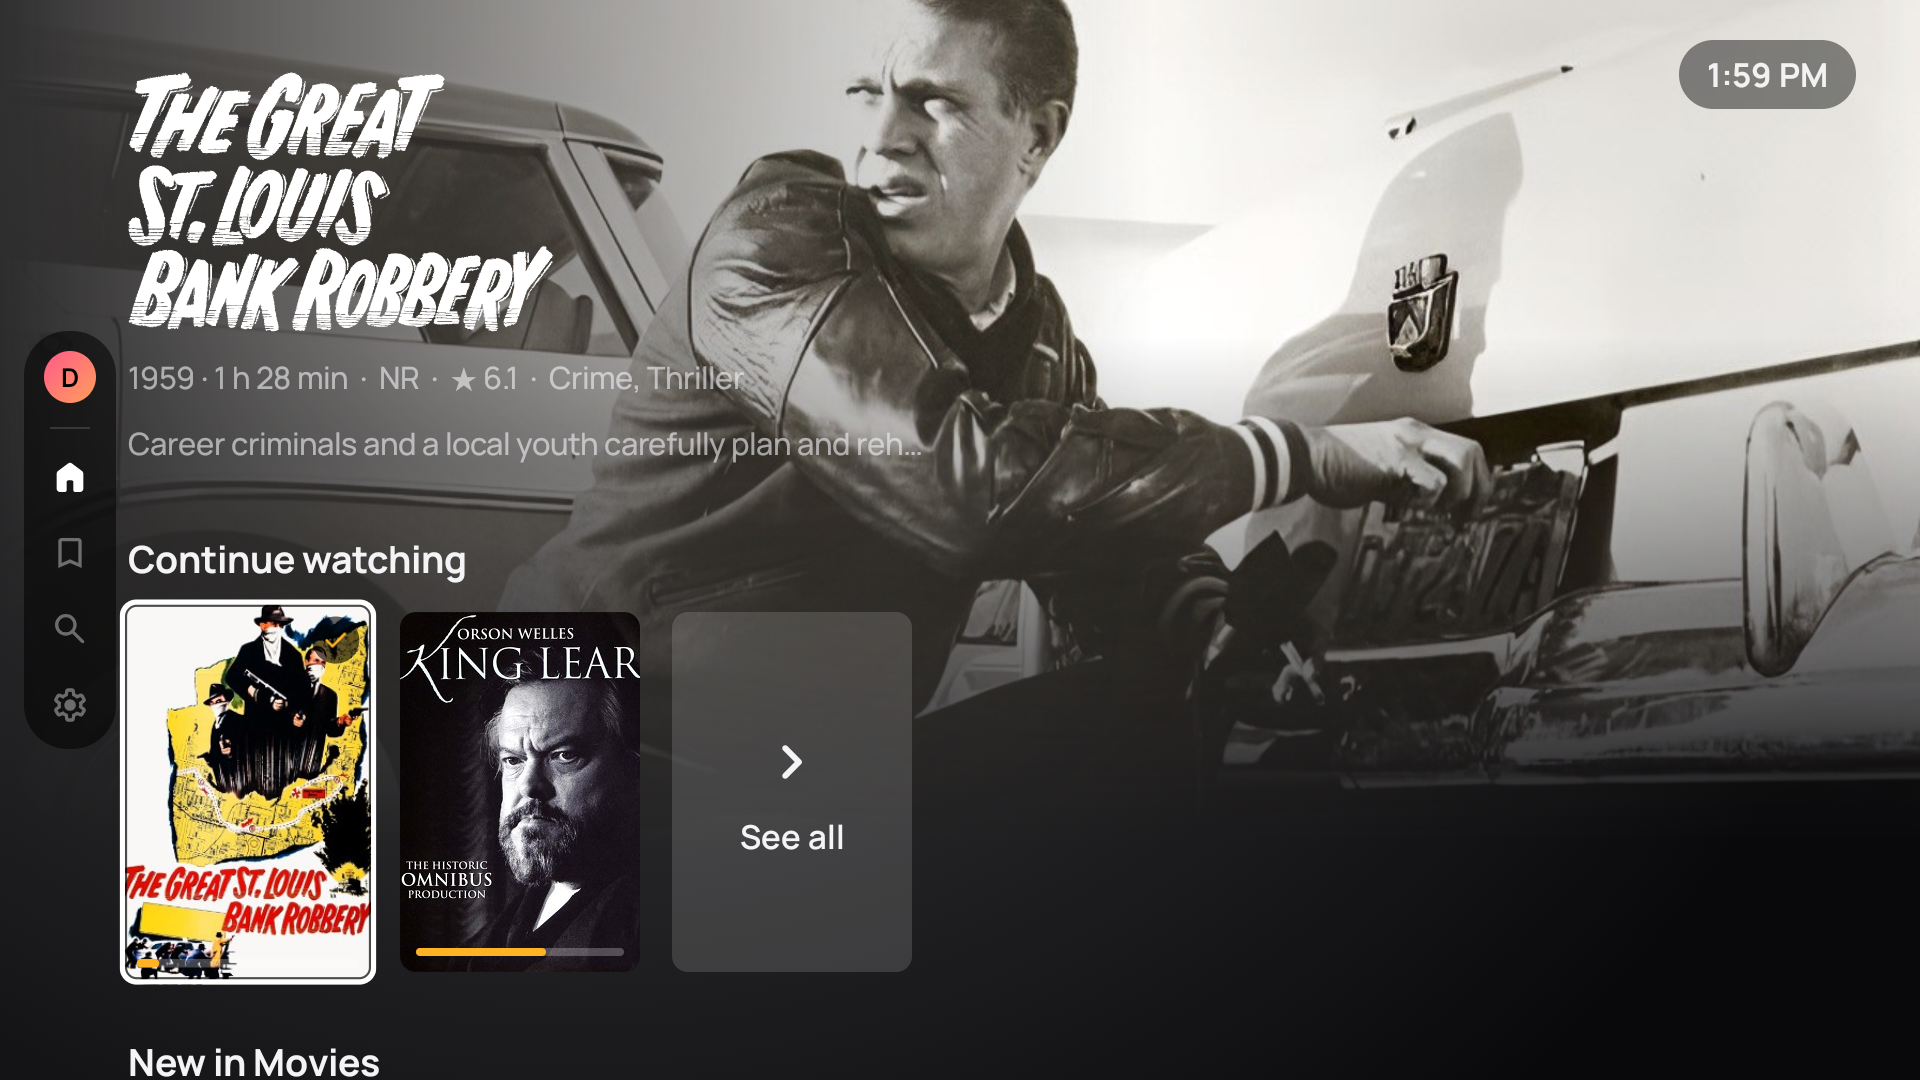 THE GREAT
ST. LOUIS
BANK ROBBERY
1:59 PM
D
1959 · 1 h 28 min · NR · ★ 6.1 · Crime, Thriller
Career criminals and a local youth carefully plan and reh...
Continue watching
THE GREAT ST. LOUIS
BANK ROBBERY
ORSON WELLES
KING LEAR
THE HISTORIC
OMNIBUS
PRODUCTION
See all
New in Movies